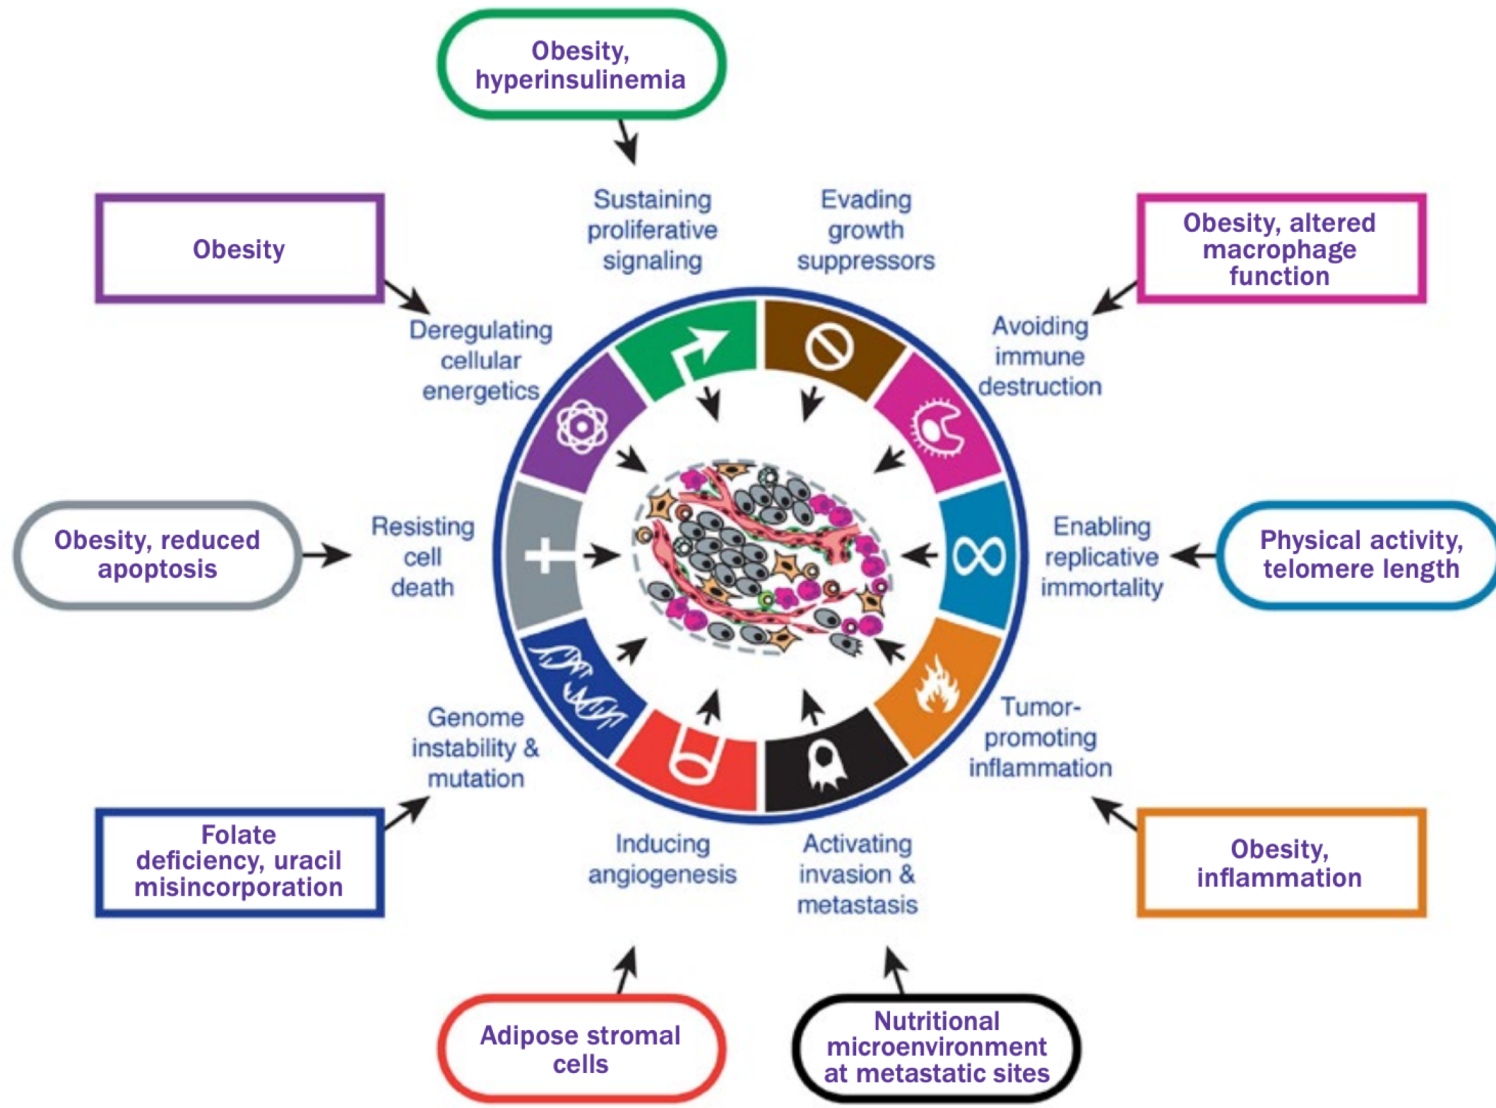 Obesity,
hyperinsulinemia
Sustaining
proliferative
signaling
Evading
growth
suppressors
Obesity
Obesity, altered
macrophage
function
Deregulating
cellular
energetics
Avoiding
immune
destruction
Obesity, reduced
apoptosis
Resisting
cell
death
Enabling
replicative
immortality
Physical activity,
telomere length
Genome
instability &
mutation
Tumor-
promoting
inflammation
Folate
deficiency, uracil
misincorporation
Inducing
angiogenesis
Activating
invasion &
metastasis
Obesity,
inflammation
Adipose stromal
cells
Nutritional
microenvironment
at metastatic sites